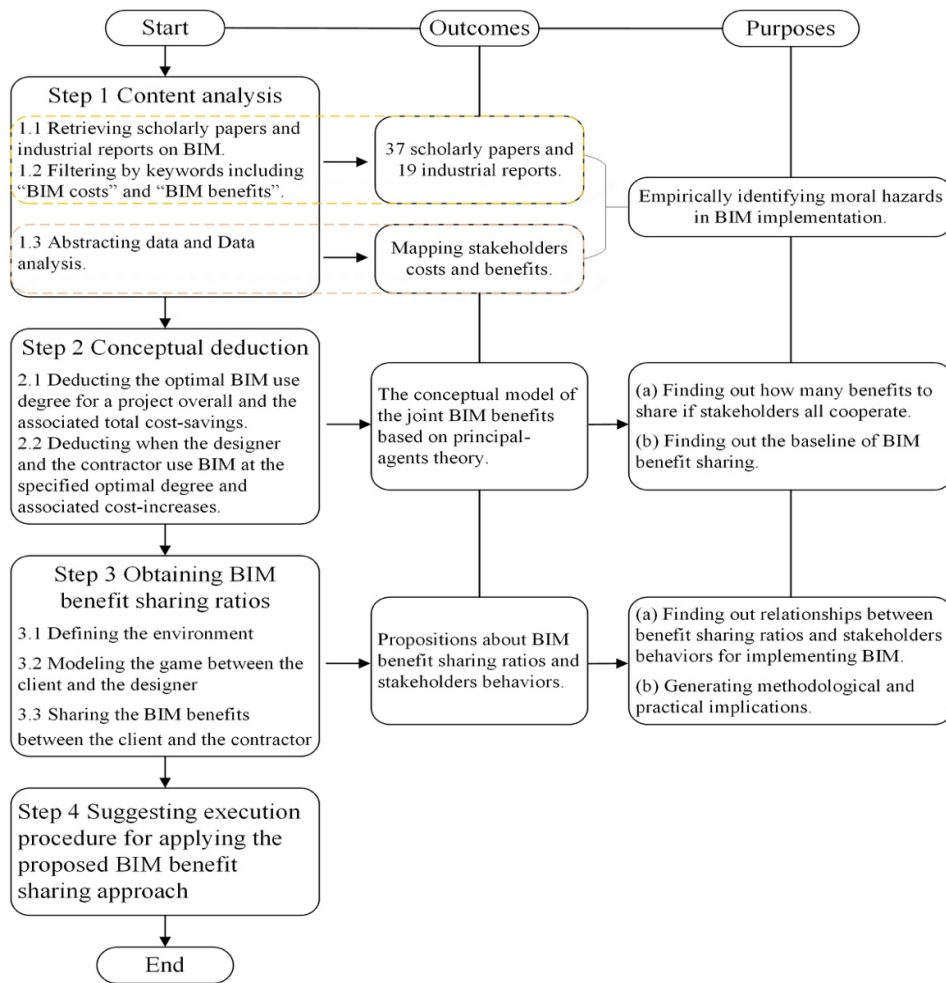 Start
Outcomes
Purposes
Step 1 Content analysis
1.1 Retrieving scholarly papers and
industrial reports on BIM.
1.2 Filtering by keywords including
“BIM costs” and “BIM benefits”.
37 scholarly papers and
19 industrial reports.
Empirically identifying moral hazards
in BIM implementation.
1.3 Abstracting data and Data
analysis.
Mapping stakeholders
costs and benefits.
Step 2 Conceptual deduction
2.1 Deducting the optimal BIM use
degree for a project overall and the
associated total cost-savings.
2.2 Deducting when the designer
and the contractor use BIM at the
specified optimal degree and
associated cost-increases.
The conceptual model of
the joint BIM benefits
based on principal-
agents theory.
(a) Finding out how many benefits to
share if stakeholders all cooperate.
(b) Finding out the baseline of BIM
benefit sharing.
Step 3 Obtaining BIM
benefit sharing ratios
3.1 Defining the environment
3.2 Modeling the game between the
client and the designer
3.3 Sharing the BIM benefits
between the client and the contractor
Propositions about BIM
benefit sharing ratios and
stakeholders behaviors.
(a) Finding out relationships between
benefit sharing ratios and stakeholders
behaviors for implementing BIM.
(b) Generating methodological and
practical implications.
Step 4 Suggesting execution
procedure for applying the
proposed BIM benefit
sharing approach
End